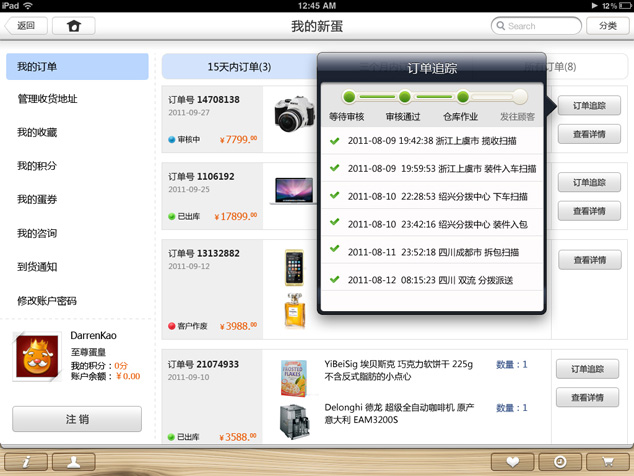 iPad
12:45 AM
12%
返回
我的新蛋
Search
分类
我的订单
管理收货地址
我的收藏
我的积分
我的蛋券
我的咨询
到货通知
修改账户密码
DarrenKao
至尊蛋皇
我的积分：0分
账户余额：￥0.00
注 销
15天内订单(3)
订单(8)
订单号 14708138
2011-09-27
审核中
￥7799.00
订单追踪
查看详情
订单号 1106192
2011-09-25
已出库
￥17899.00
订单追踪
查看详情
订单号 13132882
2011-09-12
客户作废
￥3988.00
查看详情
订单号 21074933
2011-09-10
已出库
￥3588.00
FROSTED FLAKES
YiBeiSig 埃贝斯克 巧克力软饼干 225g
不含反式脂肪的小点心
数量：1
Delonghi 德龙 超级全自动咖啡机 原产
意大利 EAM3200S
数量：1
订单追踪
查看详情
订单追踪
等待审核
审核通过
仓库作业
发往顾客
2011-08-09 19:42:38 浙江上虞市 揽收扫描
2011-08-09 19:59:53 浙江上虞市 装件入车扫描
2011-08-10 22:28:53 绍兴分拨中心 下车扫描
2011-08-10 23:42:16 绍兴分拨中心 装件入包
2011-08-11 23:52:18 四川成都市 拆包扫描
2011-08-12 08:15:23 四川 双流 分拨派送